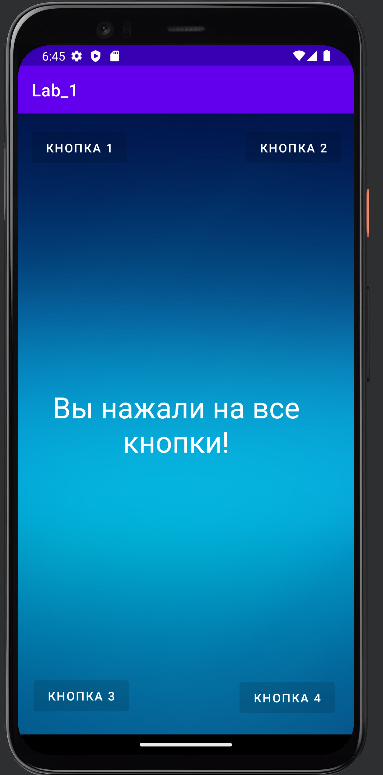 6:45
Lab_1
КНОПКА 1
КНОПКА 2
Вы нажали на все
кнопки!
КНОПКА 3
КНОПКА 4